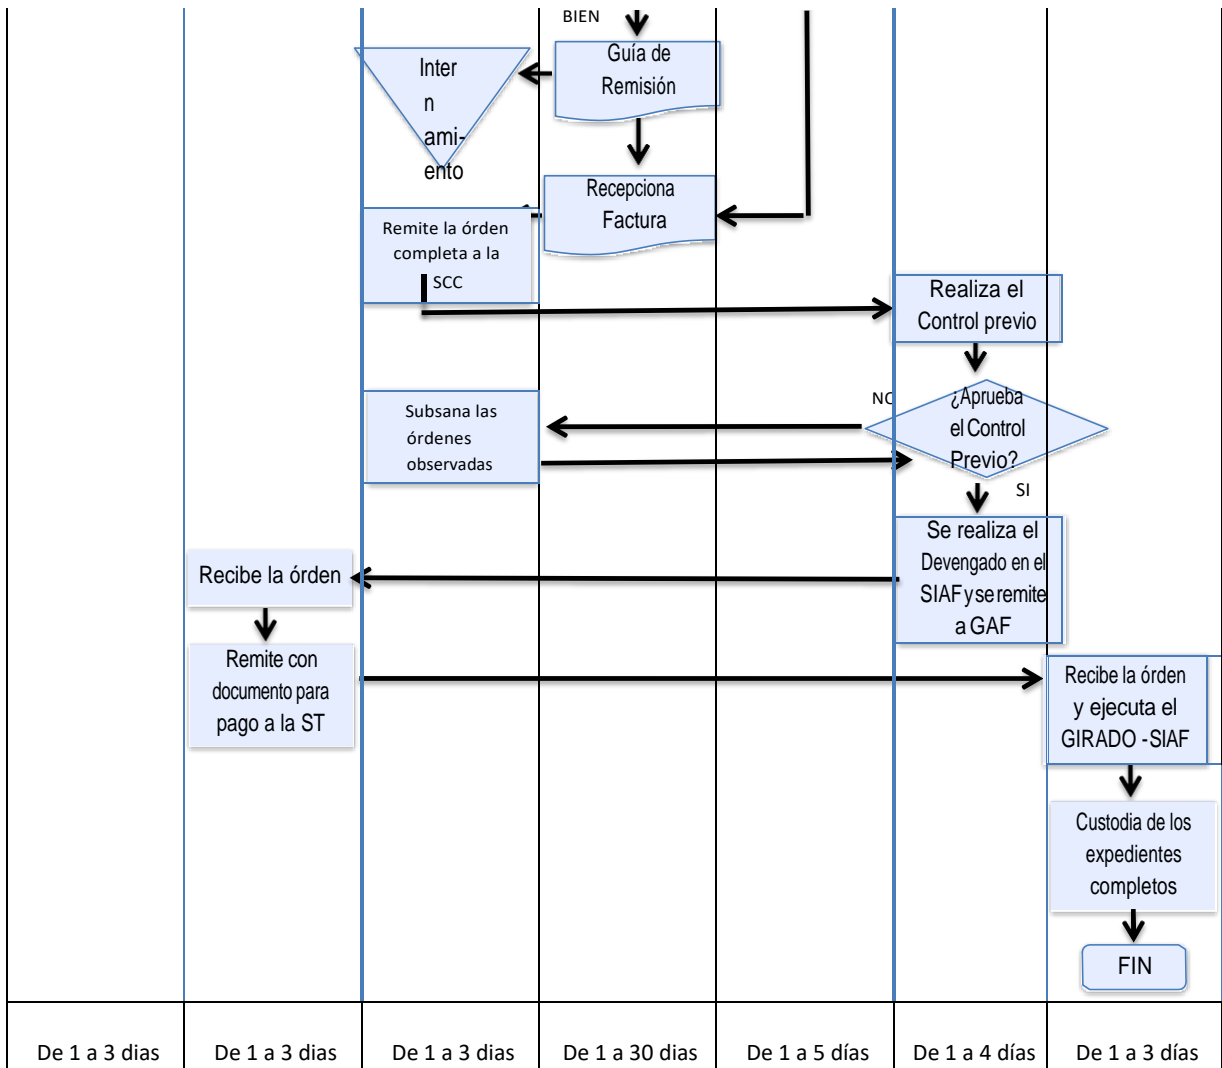 BIEN
Guía de
Remisión
Inter
n
ami-
ento
Recepciona
Factura
Remite la órden
completa a la
SCC
Realiza el
Control previo
NO
¿Aprueba
el Control
Previo?
Subsana las
órdenes
observadas
SI
Se realiza el
Devengado en el
SIAF y se remite
a GAF
Recibe la órden
Remite con
documento para
pago a la ST
Recibe la órden
y ejecuta el
GIRADO -SIAF
Custodia de los
expedientes
completos
FIN
De 1 a 3 dias
De 1 a 3 dias
De 1 a 3 dias
De 1 a 30 dias
De 1 a 5 días
De 1 a 4 días
De 1 a 3 días